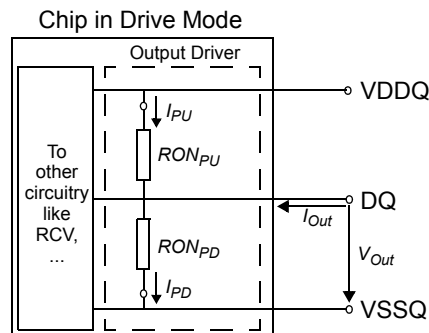 Chip in Drive Mode
Output Driver
VDDQ
I_PU
To
other
circuitry
like
RCV,
...
RON_PU
DQ
I_Out
RON_PD
V_Out
I_PD
VSSQ